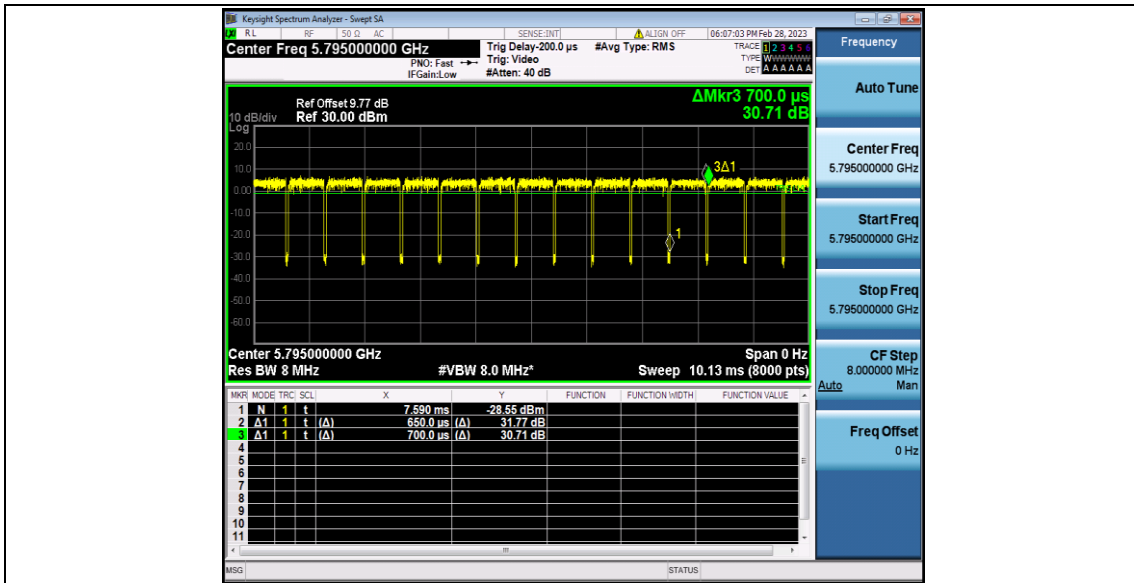 Keysight Spectrum Analyzer - Swept SA
RL RF 50 Ω AC SENSE:INT ALIGN OFF 06:07:03 PM Feb 28, 2023
Center Freq 5.795000000 GHz
PNO: Fast
IFGain:Low
Trig Delay-200.0 µs
Trig: Video
#Atten: 40 dB
#Avg Type: RMS
TRACE 1 2 3 4 5 6
TYPE WWWWWW
DET A A A A A A
10 dB/div
Log
Ref Offset 9.77 dB
Ref 30.00 dBm
ΔMkr3 700.0 µs
30.71 dB
20.0
10.0
0.00
-10.0
-20.0
-30.0
-40.0
-50.0
-60.0
3Δ1
1
Center 5.795000000 GHz Span 0 Hz
Res BW 8 MHz #VBW 8.0 MHz* Sweep 10.13 ms (8000 pts)
MKR MODE TRC SCL X Y FUNCTION FUNCTION WIDTH FUNCTION VALUE
1 N 1 t 7.590 ms -28.55 dBm
2 Δ1 1 t (Δ) 650.0 µs (Δ) 31.77 dB
3 Δ1 1 t (Δ) 700.0 µs (Δ) 30.71 dB
4
5
6
7
8
9
10
11
MSG STATUS
Frequency
Auto Tune
Center Freq
5.795000000 GHz
Start Freq
5.795000000 GHz
Stop Freq
5.795000000 GHz
CF Step
8.000000 MHz
Auto Man
Freq Offset
0 Hz